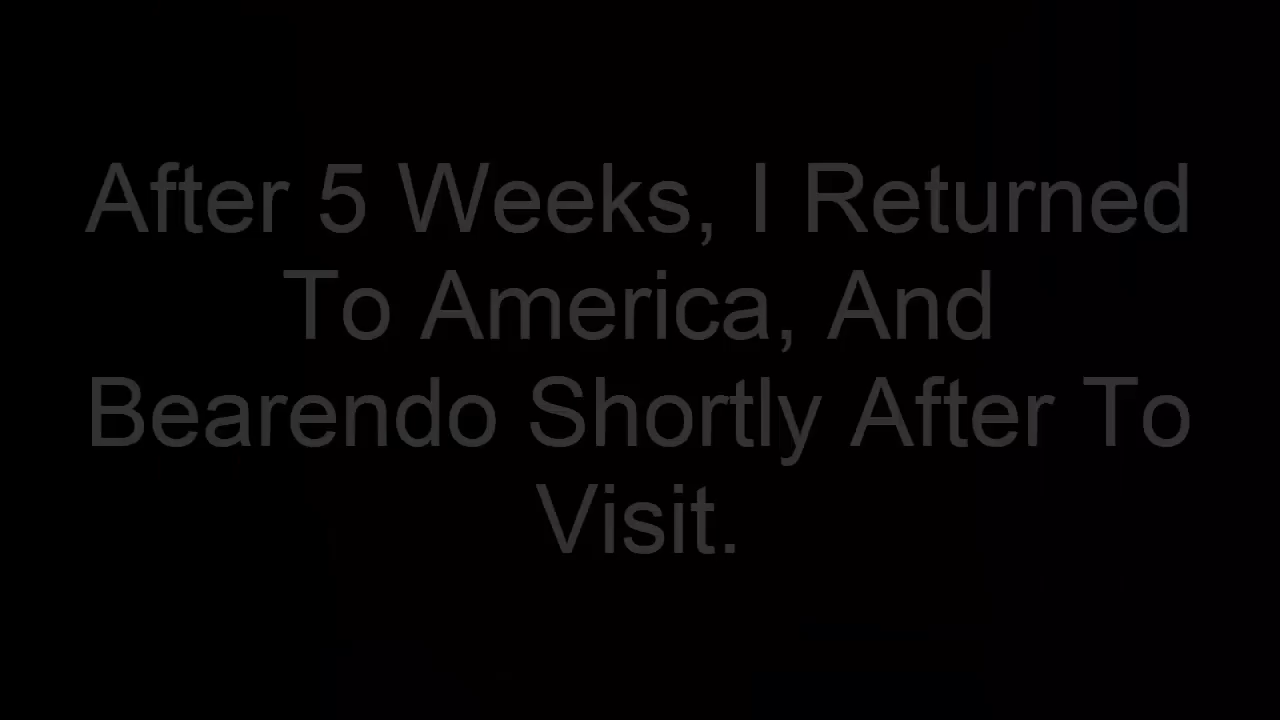 After 5 Weeks, I Returned
To America, And
Bearendo Shortly After To
Visit.